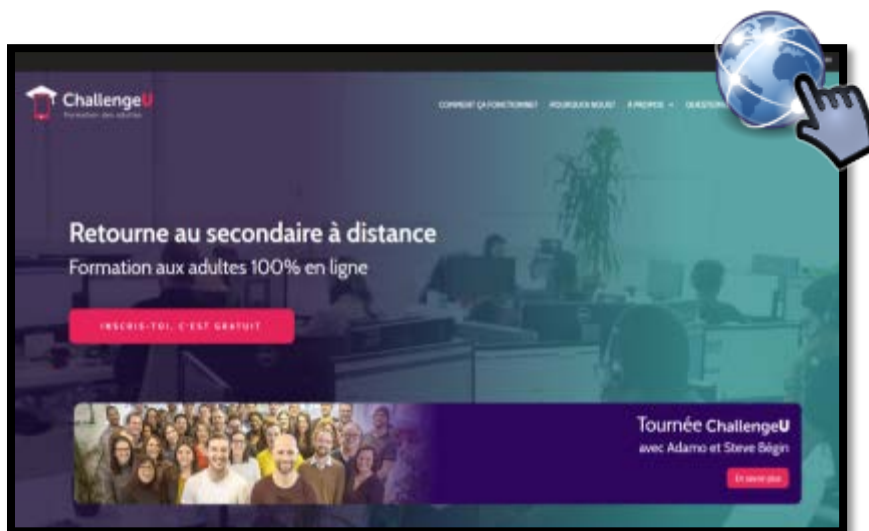 ChallengeU
Formation des adultes
COMMENT ÇA FONCTIONNE? POURQUOI NOUS? À PROPOS
Retourne au secondaire à distance
Formation aux adultes 100% en ligne
INSCRIS-TOI, C'EST GRATUIT
Tournée ChallengeU
avec Adamo et Steve Bégin
En savoir plus